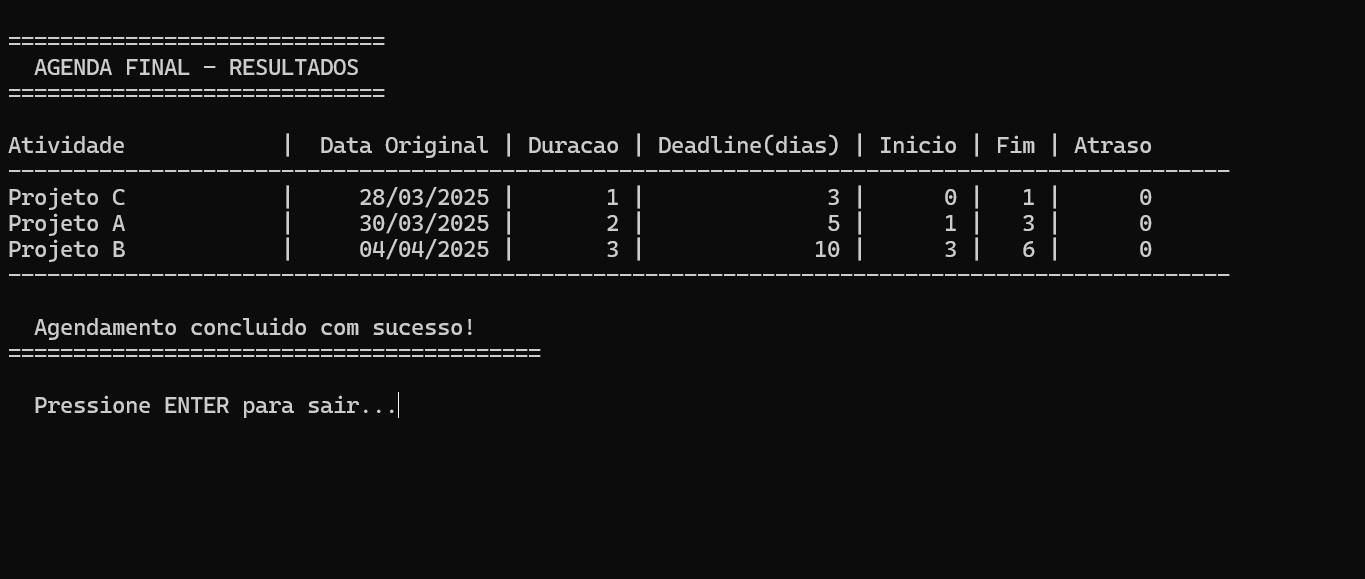 =============================
  AGENDA FINAL - RESULTADOS
=============================
Atividade            |  Data Original | Duracao | Deadline(dias) | Inicio | Fim | Atraso
----------------------------------------------------------------------------------------------
Projeto C            |     28/03/2025 |       1 |              3 |      0 |   1 |      0
Projeto A            |     30/03/2025 |       2 |              5 |      1 |   3 |      0
Projeto B            |     04/04/2025 |       3 |             10 |      3 |   6 |      0
----------------------------------------------------------------------------------------------
  Agendamento concluido com sucesso!
=========================================
  Pressione ENTER para sair...